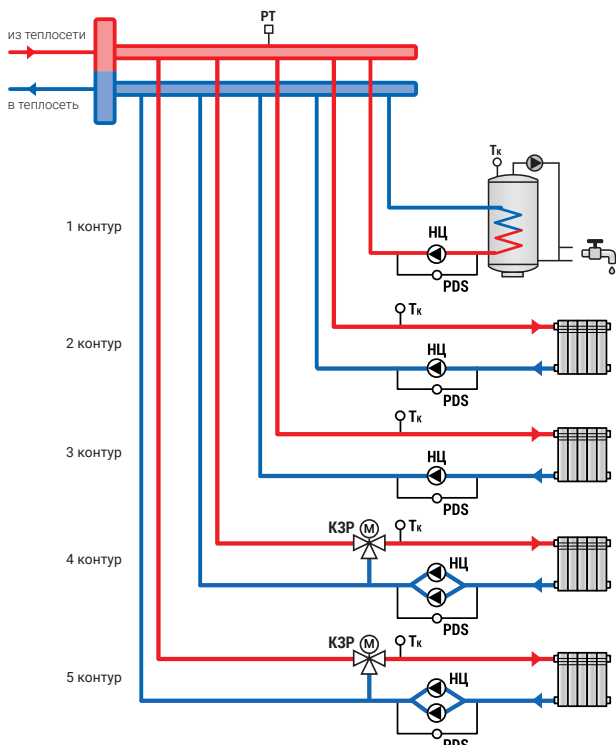 РТ
из теплосети
в теплосеть
Тк
1 контур
НЦ
PDS
Тк
2 контур
НЦ
PDS
Тк
3 контур
НЦ
PDS
КЗР
М
Тк
4 контур
НЦ
PDS
КЗР
М
Тк
5 контур
НЦ
PDS